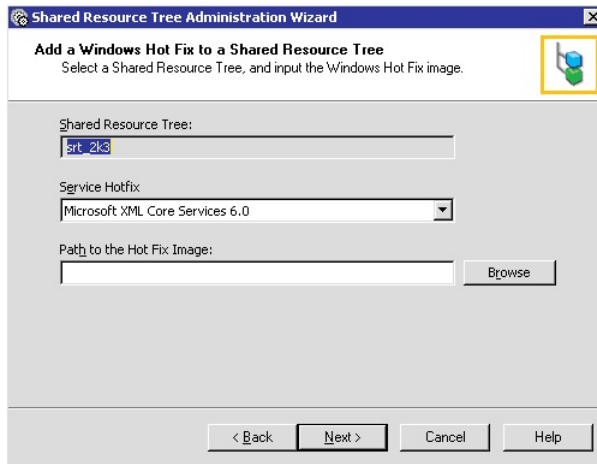 Shared Resource Tree Administration Wizard
Add a Windows Hot Fix to a Shared Resource Tree
Select a Shared Resource Tree, and input the Windows Hot Fix image.
Shared Resource Tree:
srt_2k3
Service Hotfix
Microsoft XML Core Services 6.0
Path to the Hot Fix Image:
Browse
< Back Next > Cancel Help